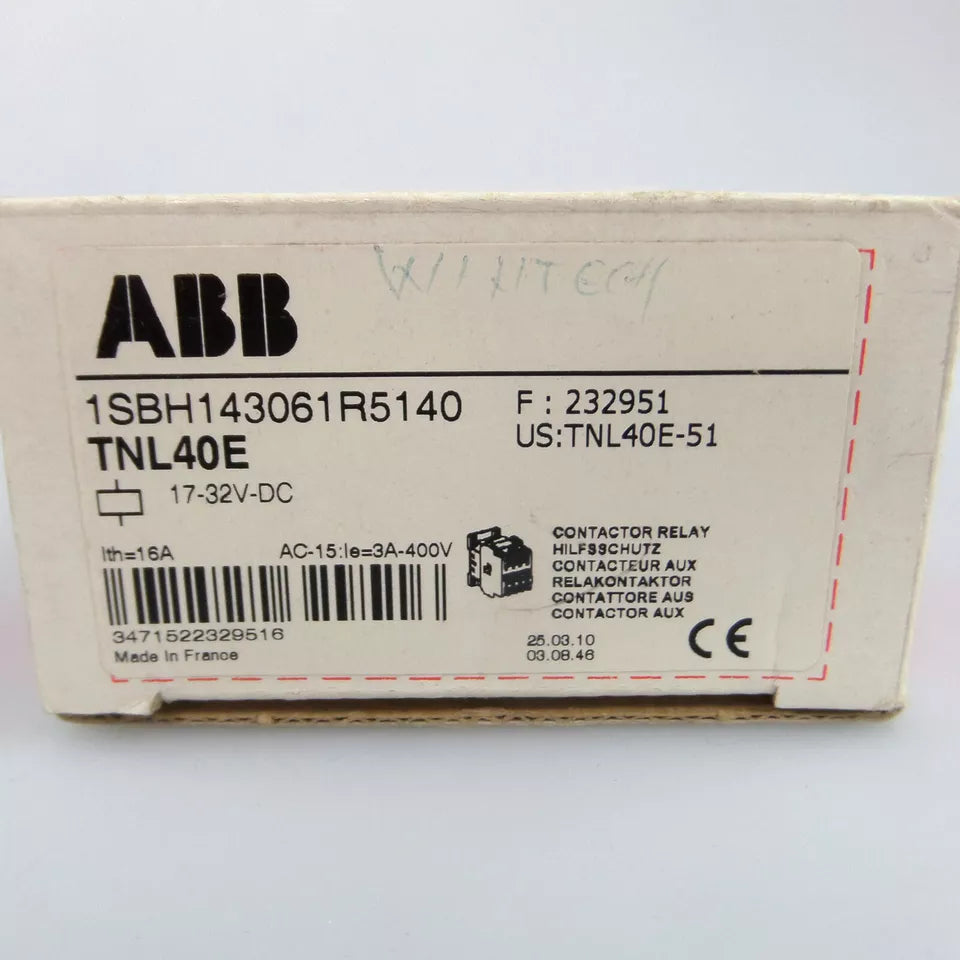 ABB
1SBH143061R5140
F: 232951
TNL40E
US:TNL40E-51
17-32V-DC
Ith=16A
AC-15:Ie=3A-400V
CONTACTOR RELAY
HILFSSCHUTZ
CONTACTEUR AUX
RELAKONTAKTOR
CONTATTORE AUS
CONTACTOR AUX
3471522329516
Made In France
25.03.10
03.08.46
CE